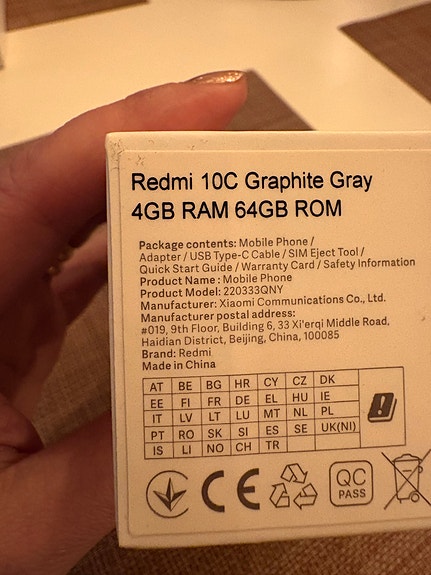 Redmi 10C Graphite Gray
4GB RAM 64GB ROM
Package contents: Mobile Phone /
Adapter / USB Type-C Cable / SIM Eject Tool /
Quick Start Guide / Warranty Card / Safety Information
Product Name : Mobile Phone
Product Model: 220333QNY
Manufacturer: Xiaomi Communications Co., Ltd.
Manufacturer postal address:
#019, 9th Floor, Building 6, 33 Xi'erqi Middle Road,
Haidian District, Beijing, China, 100085
Brand: Redmi
Made in China
AT BE BG HR CY CZ DK
EE FI FR DE EL HU IE
IT LV LT LU MT NL PL
PT RO SK SI ES SE UK(NI)
IS LI NO CH TR
CE QC
PASS